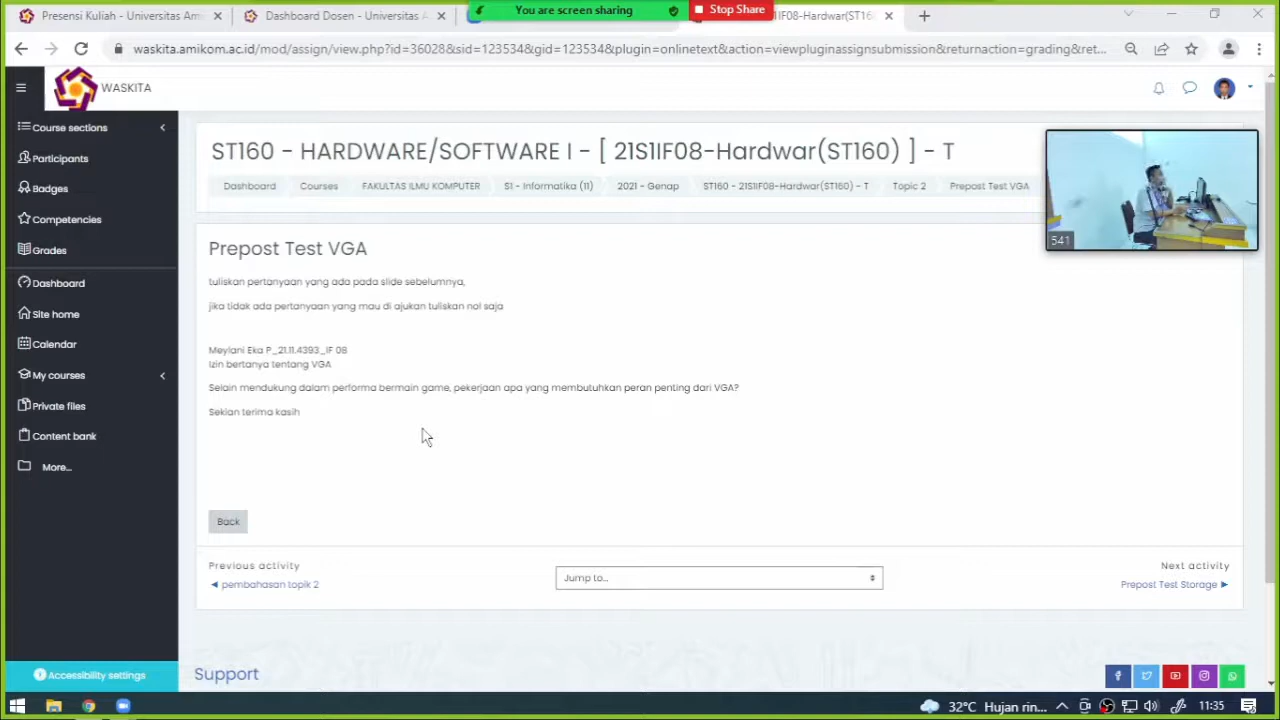 Presensi Kuliah - Universitas Ami
Dashboard Dosen - Universitas A
You are screen sharing
Stop Share
1IF08-Hardwar(ST16
waskita.amikom.ac.id/mod/assign/view.php?id=36028&sid=123534&gid=123534&plugin=onlinetext&action=viewpluginassignsubmission&returnaction=grading&ret...
WASKITA
Course sections
Participants
Badges
Competencies
Grades
Dashboard
Site home
Calendar
My courses
Private files
Content bank
More...
Accessibility settings
ST160 - HARDWARE/SOFTWARE I - [ 21S1IF08-Hardwar(ST160) ] - T
Dashboard Courses FAKULTAS ILMU KOMPUTER S1 - Informatika (11) 2021 - Genap ST160 - 21S1IF08-Hardwar(ST160) - T Topic 2 Prepost Test VGA
541
Prepost Test VGA
tuliskan pertanyaan yang ada pada slide sebelumnya,
jika tidak ada pertanyaan yang mau di ajukan tuliskan nol saja
Meylani Eka P_21.11.4393_IF 08
Izin bertanya tentang VGA
Selain mendukung dalam performa bermain game, pekerjaan apa yang membutuhkan peran penting dari VGA?
Sekian terima kasih
Back
Previous activity
◄ pembahasan topik 2
Jump to...
Next activity
Prepost Test Storage ►
Support
32°C Hujan rin... 11:35